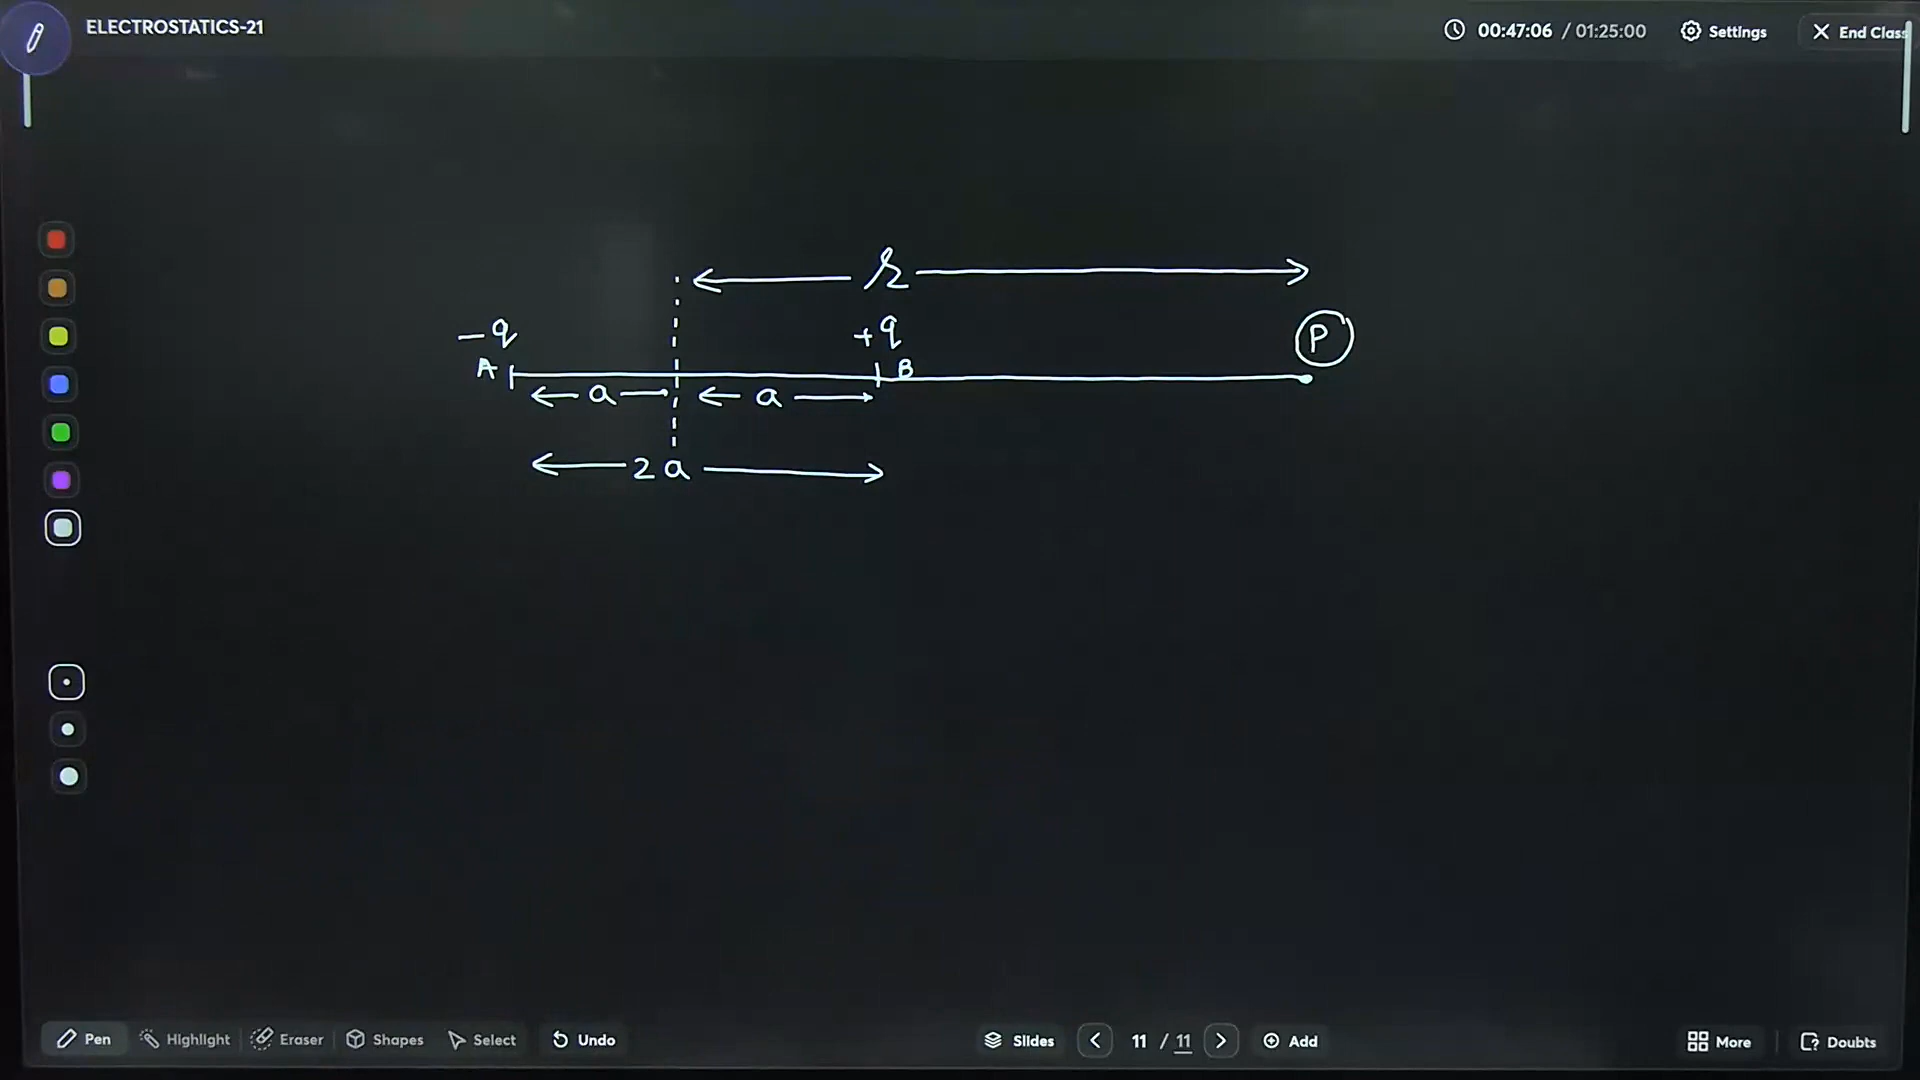 ELECTROSTATICS-21
00:47:06 / 01:25:00
Settings
End Class
r
-q
+q
P
A
B
a
a
2a
Pen
Highlight
Eraser
Shapes
Select
Undo
Slides
11 / 11
Add
More
Doubts